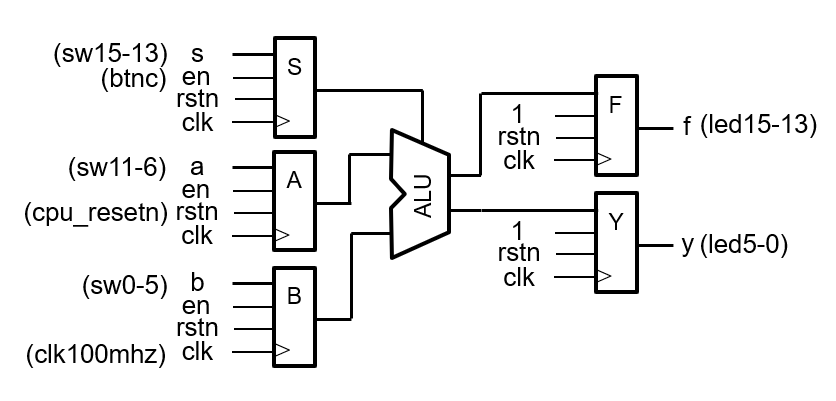 (sw15-13) s
(btnc) en
rstn
clk
S
(sw11-6) a
en
(cpu_resetn) rstn
clk
A
(sw0-5) b
en
rstn
(clk100mhz) clk
B
ALU
1
rstn
clk
F
f (led15-13)
1
rstn
clk
Y
y (led5-0)